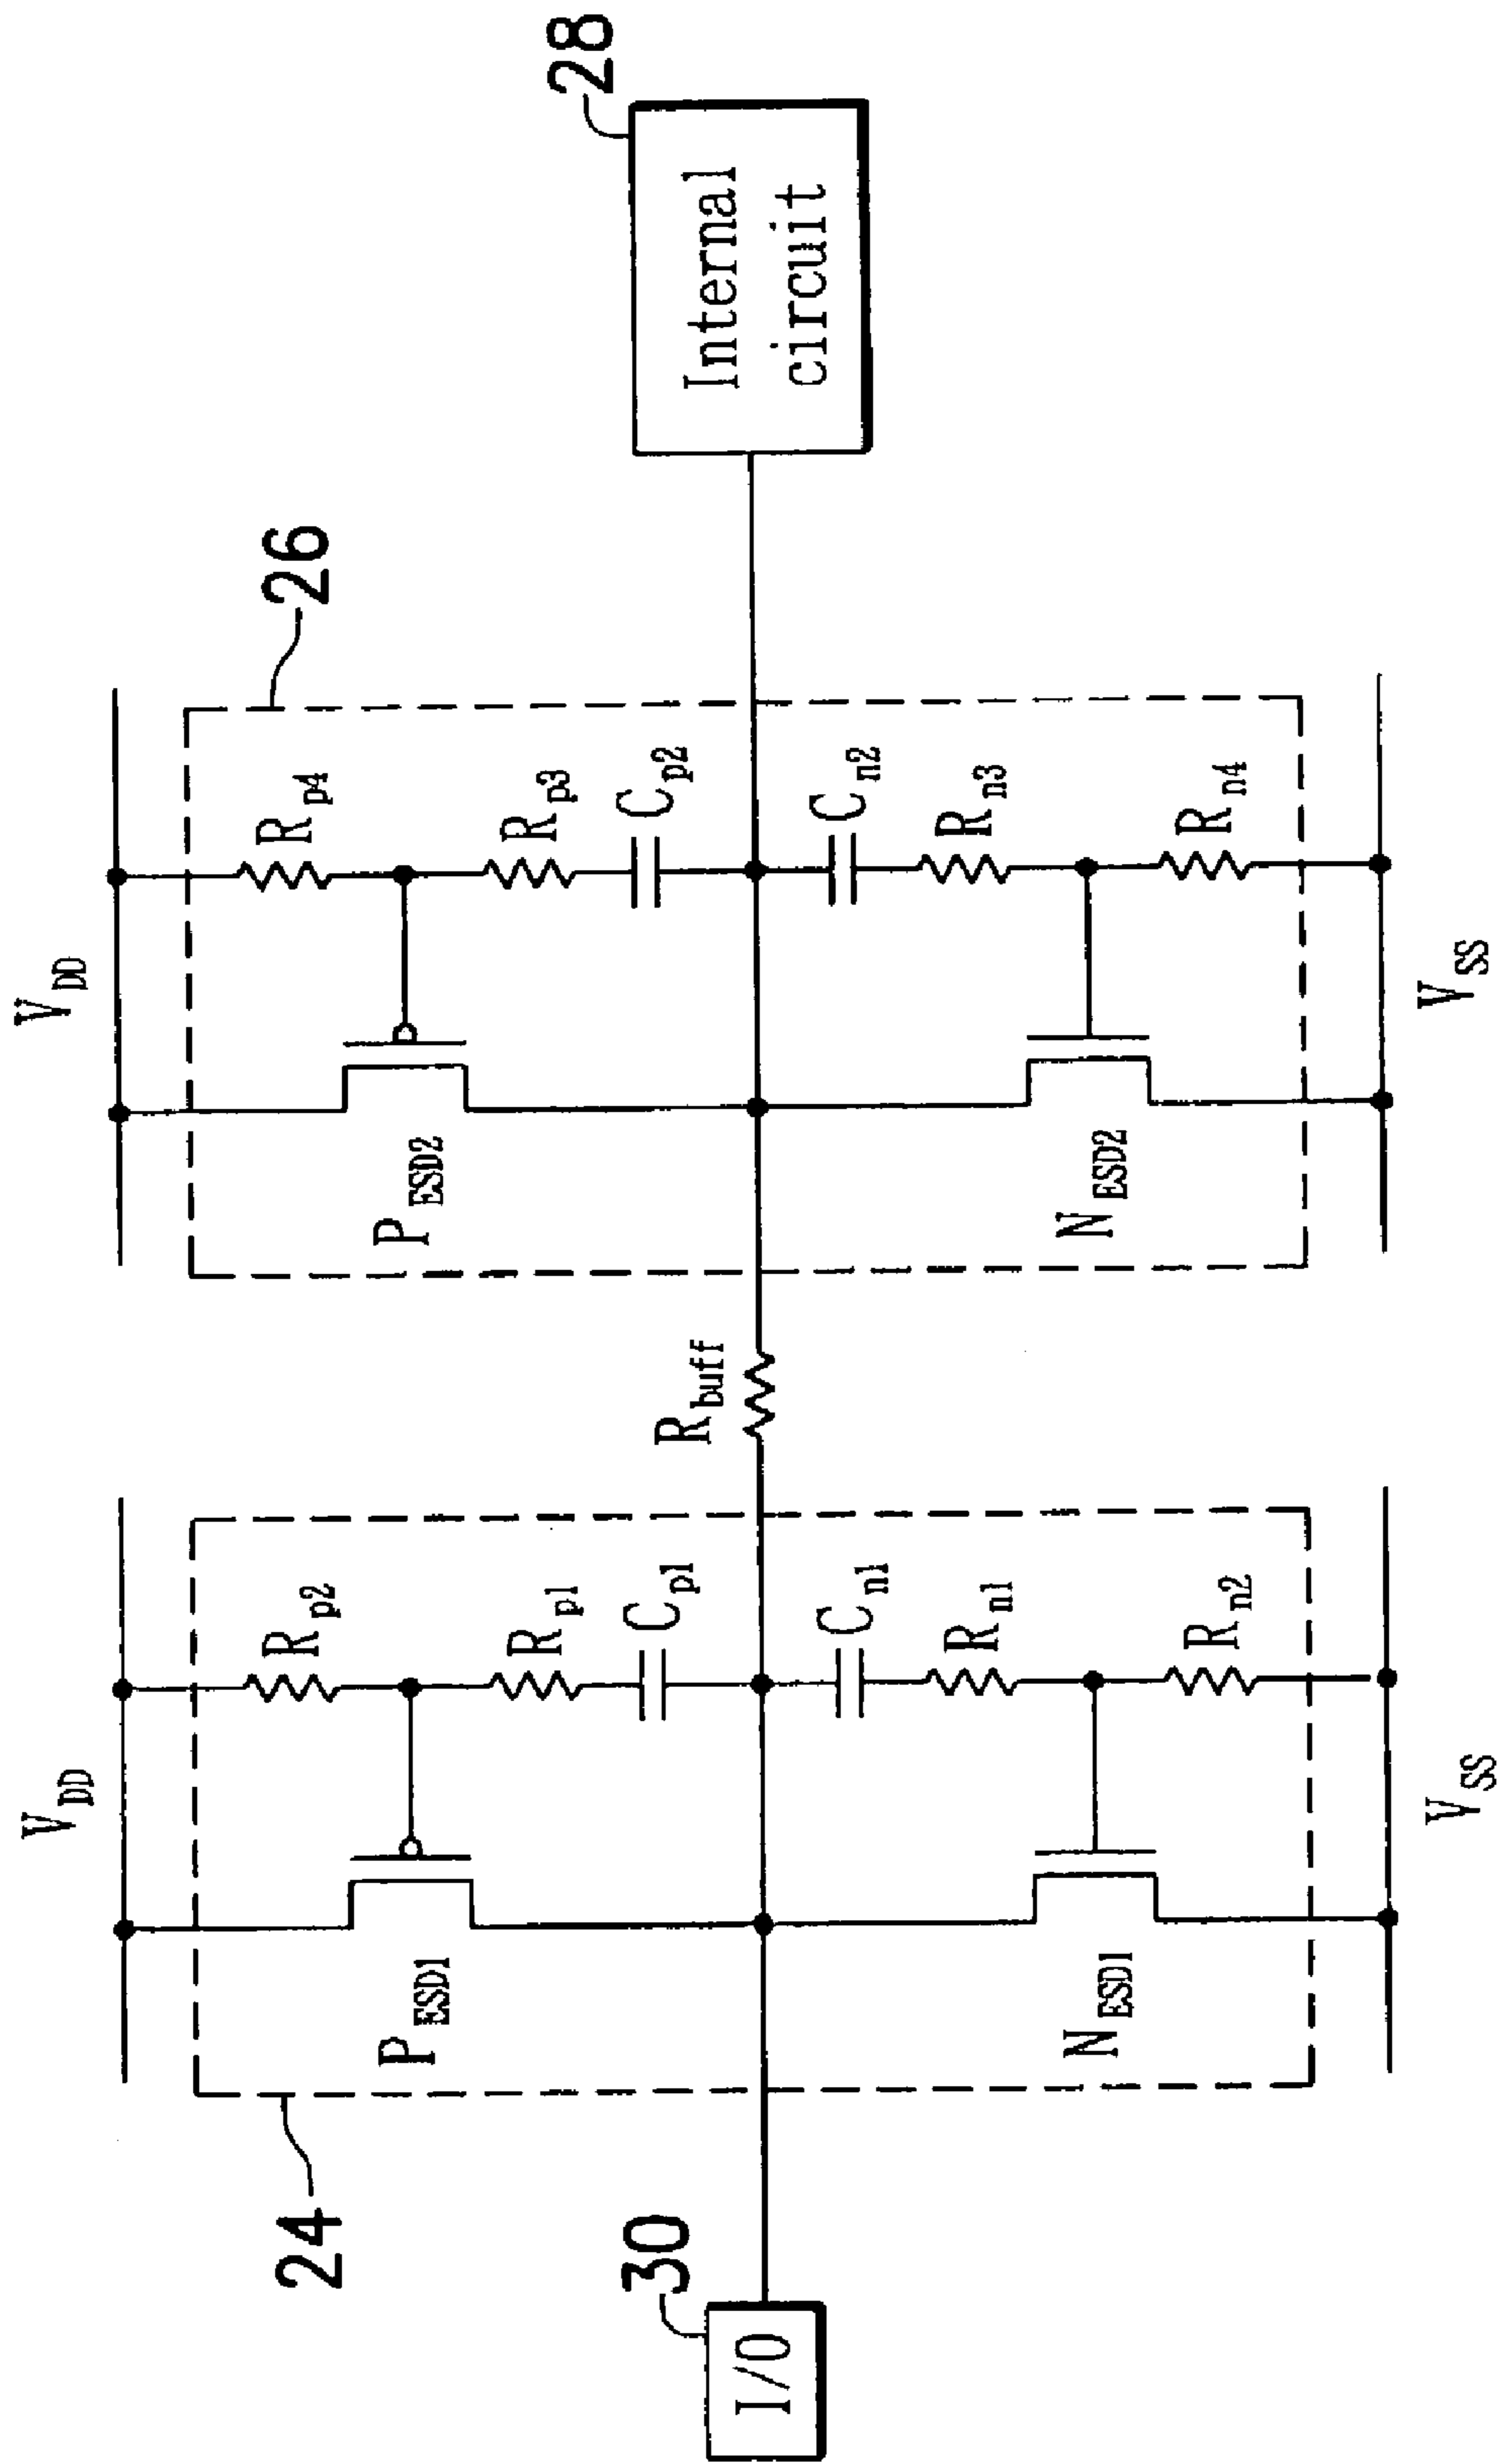 V_DD
V_DD
24
26
R_p2
R_p4
P_ESD1
R_p1
P_ESD2
R_p3
28
30
C_p1
C_p2
I/O
R_buff
Internal
circuit
C_n1
C_n2
R_n1
R_n3
N_ESD1
N_ESD2
R_n2
R_n4
V_SS
V_SS